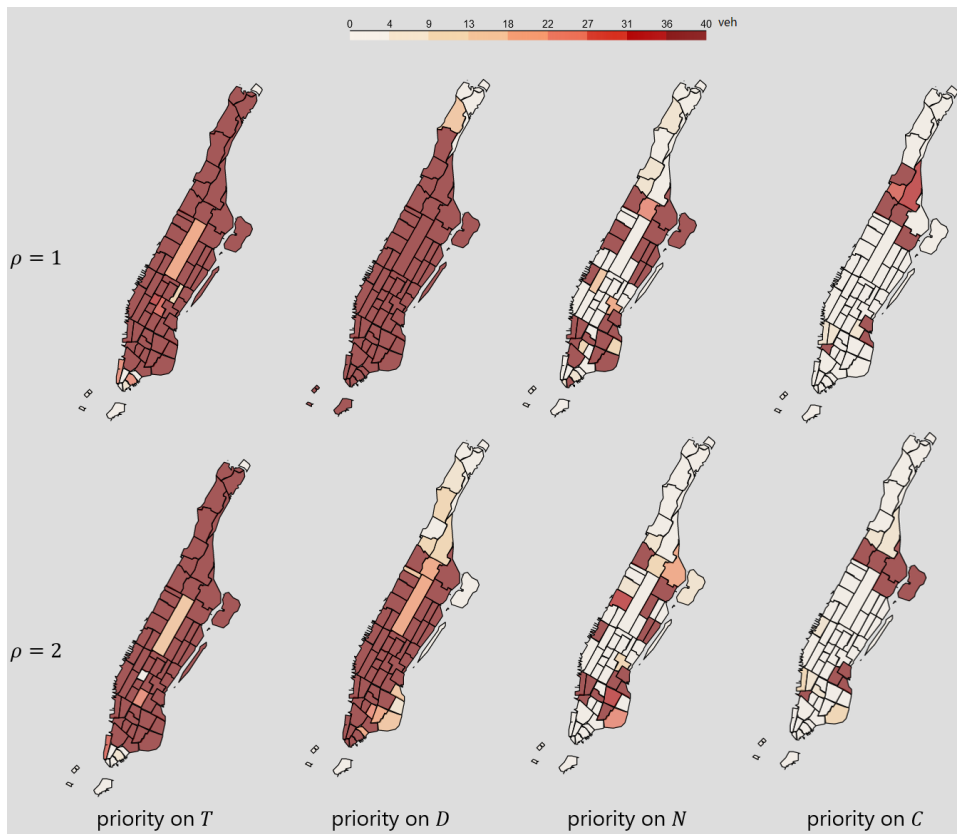 0 4 9 13 18 22 27 31 36 40 veh
ρ = 1
ρ = 2
priority on T priority on D priority on N priority on C